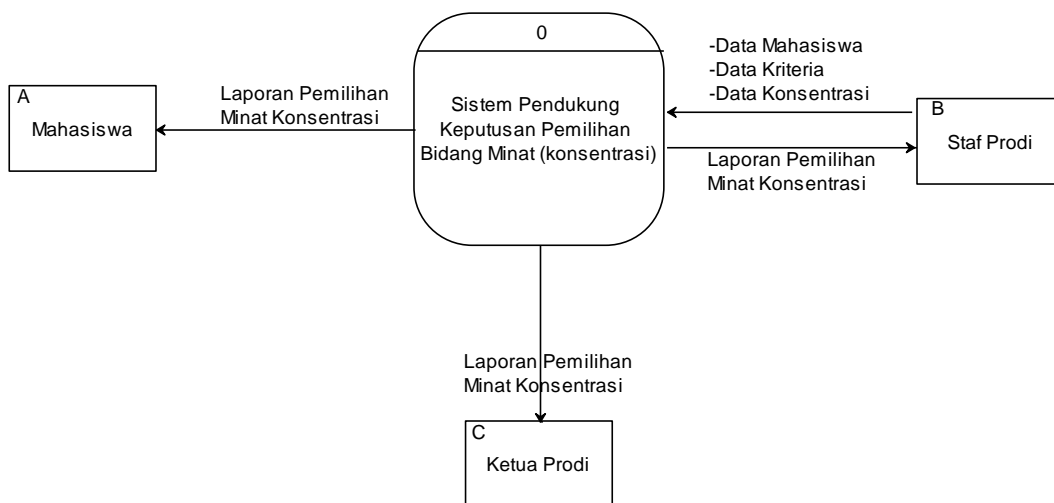 0
Sistem Pendukung
Keputusan Pemilihan
Bidang Minat (konsentrasi)
A
Mahasiswa
Laporan Pemilihan
Minat Konsentrasi
-Data Mahasiswa
-Data Kriteria
-Data Konsentrasi
B
Staf Prodi
Laporan Pemilihan
Minat Konsentrasi
Laporan Pemilihan
Minat Konsentrasi
C
Ketua Prodi